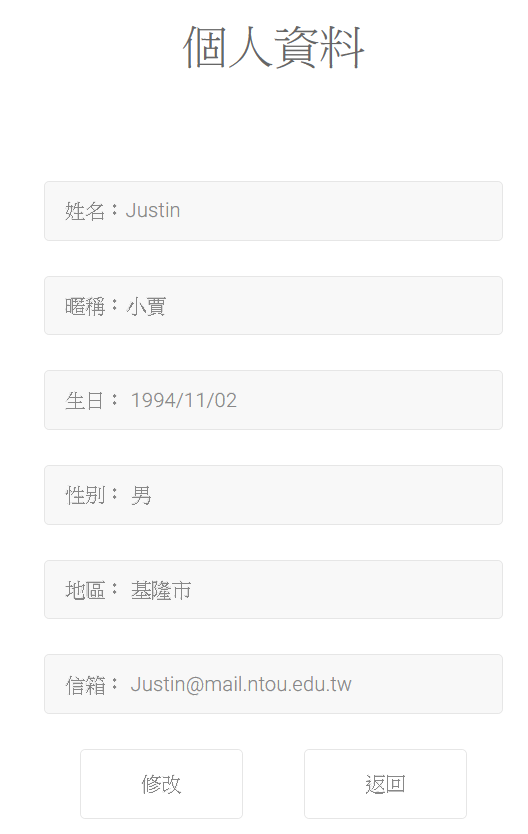 個人資料
姓名：Justin
暱稱：小賈
生日： 1994/11/02
性別： 男
地區： 基隆市
信箱： Justin@mail.ntou.edu.tw
修改
返回